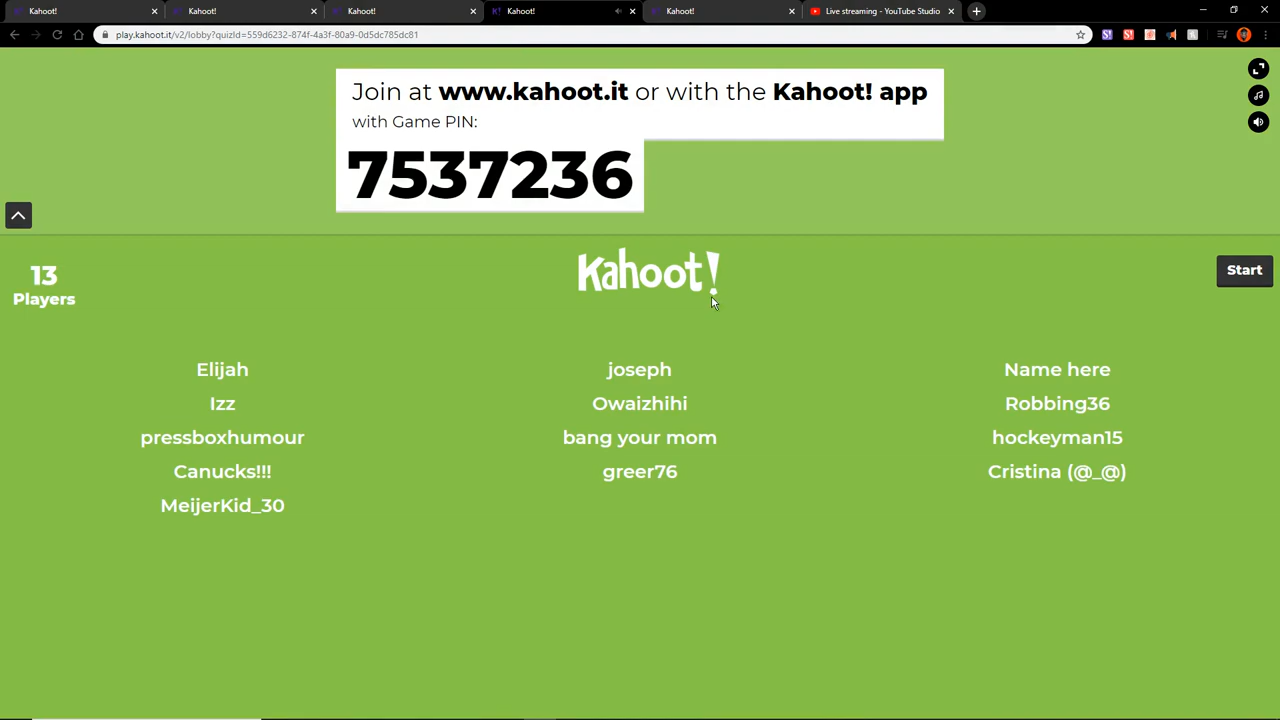 Kahoot!
Kahoot!
Kahoot!
Kahoot!
Kahoot!
Live streaming - YouTube Studio
play.kahoot.it/v2/lobby?quizId=559d6232-874f-4a3f-80a9-0d5dc785dc81
Join at www.kahoot.it or with the Kahoot! app
with Game PIN:
7537236
13
Players
Kahoot!
Start
Elijah
joseph
Name here
Izz
Owaizhihi
Robbing36
pressboxhumour
bang your mom
hockeyman15
Canucks!!!
greer76
Cristina (@_@)
MeijerKid_30